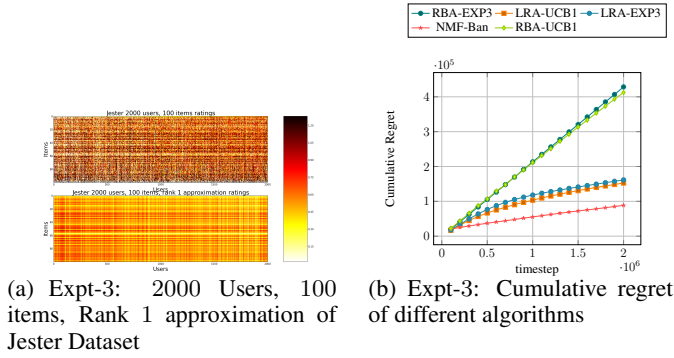 RBA-EXP3 LRA-UCB1 LRA-EXP3
NMF-Ban RBA-UCB1
Jester 2000 users, 100 items ratings
Items
Users
Jester 2000 users, 100 items, rank 1 approximation ratings
Items
Users
·10^5
4
3
2
1
0
Cumulative Regret
0 0.5 1 1.5 2
timestep
·10^6
(a) Expt-3: 2000 Users, 100
items, Rank 1 approximation of
Jester Dataset
(b) Expt-3: Cumulative regret
of different algorithms